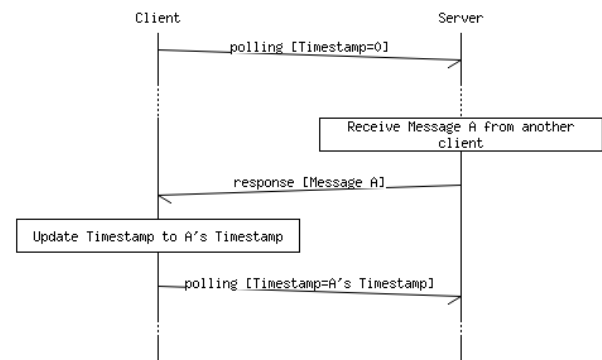 Client
Server
polling [Timestamp=0]
Receive Message A from another
client
response [Message A]
Update Timestamp to A's Timestamp
polling [Timestamp=A's Timestamp]